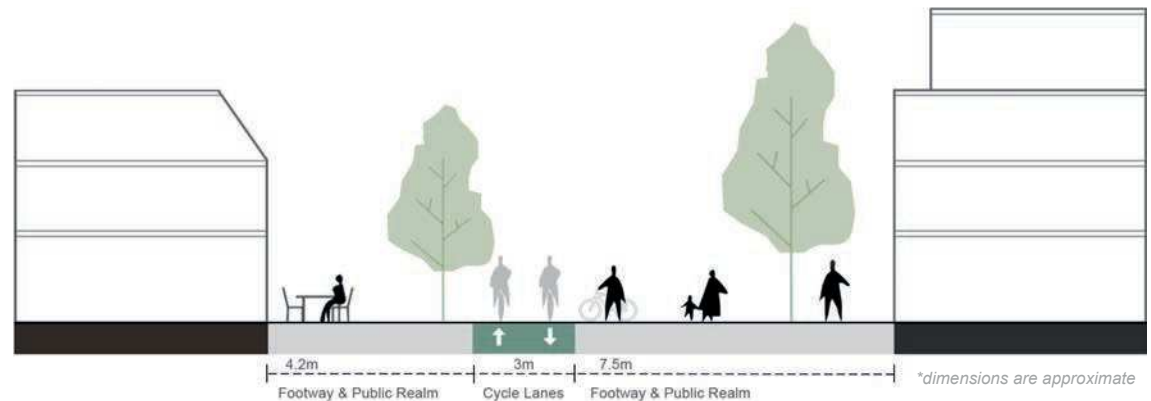 4.2m 3m 7.5m
Footway & Public Realm Cycle Lanes Footway & Public Realm
*dimensions are approximate